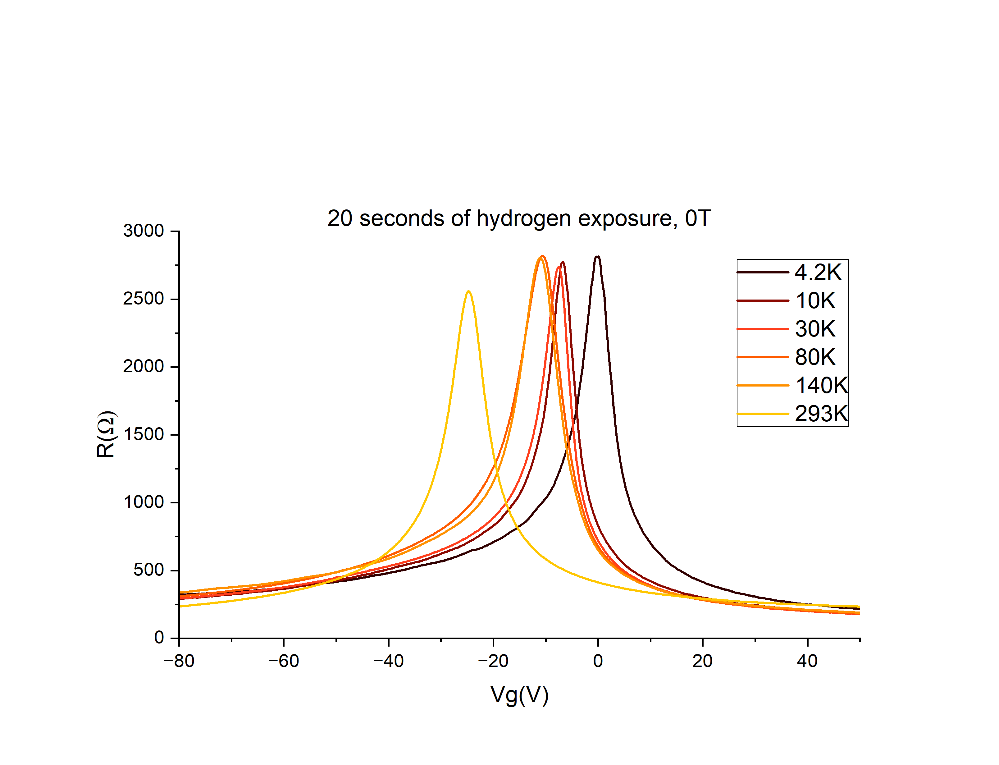 20 seconds of hydrogen exposure, 0T
3000
2500
2000
1500
1000
500
0
R(Ω)
4.2K
10K
30K
80K
140K
293K
−80
−60
−40
−20
0
20
40
Vg(V)